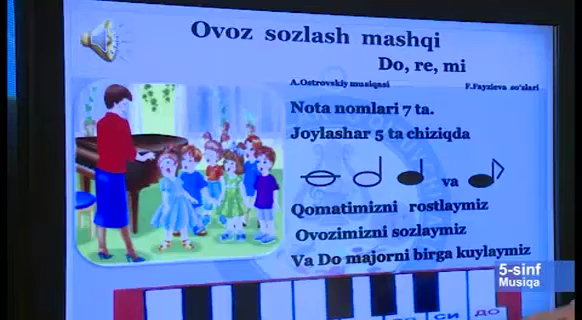 Ovoz sozlash mashqi
Do, re, mi
A.Ostrovskiy musiqasi F.Fayzieva so'zlari
Nota nomlari 7 ta.
Joylashar 5 ta chiziqda
va
Qomatimizni rostlaymiz
Ovozimizni sozlaymiz
Va Do majorni birga kuylaymiz
5-sinf
Musiqa
си до